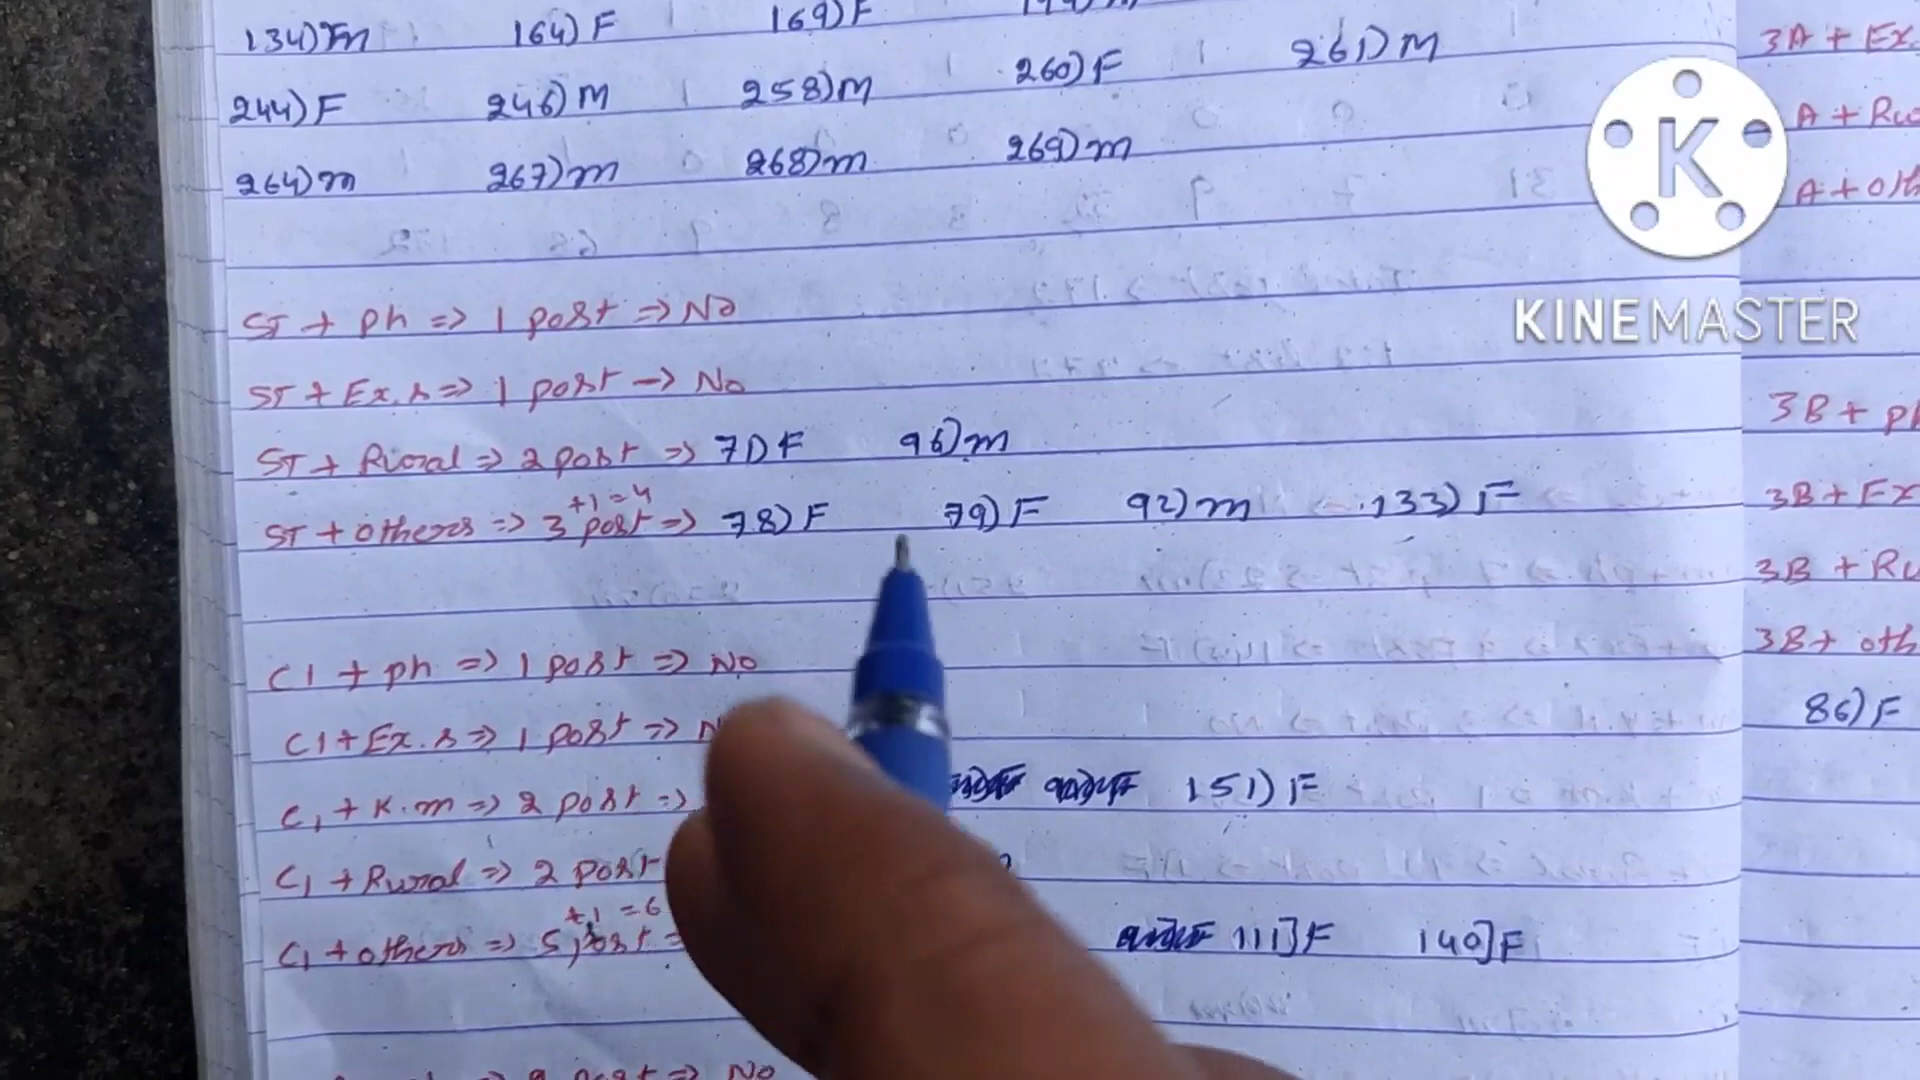 134) m 164) F 169) F
244) F 246) M 258) m 260) F 261) M
264) m 267) m 268) m 269) m
ST + Ph => 1 post => No
ST + Ex.s => 1 post -> No
ST + Rural => 2 post => 71) F 96) m
+1 = 4
ST + others => 3 post => 78) F 79) F 92) m 133) F
C1 + ph => 1 post => No
C1 + Ex.s => 1 post =>
C1 + K.m => 2 post => 151) F
C1 + Rural => 2 post
+1 = 6
C1 + others => 5 post 111] F 140] F
post => No
3A + Ex.
A + Ru
A + oth
3B + ph
3B + Ex
3B + Ru
3B + oth
86) F
K
KINEMASTER